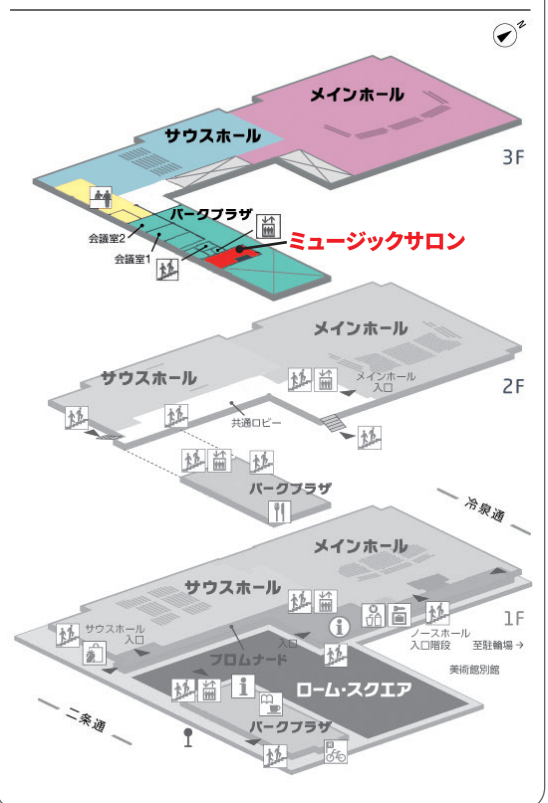 N
メインホール
サウスホール
3F
パークプラザ
会議室2
会議室1
ミュージックサロン
メインホール
サウスホール
メインホール
入口
2F
共通ロビー
パークプラザ
冷泉通
メインホール
サウスホール
1F
サウスホール
入口
入口
i
ノースホール
入口階段
至駐輪場→
プロムナード
美術館別館
ローム・スクエア
i
パークプラザ
二条通